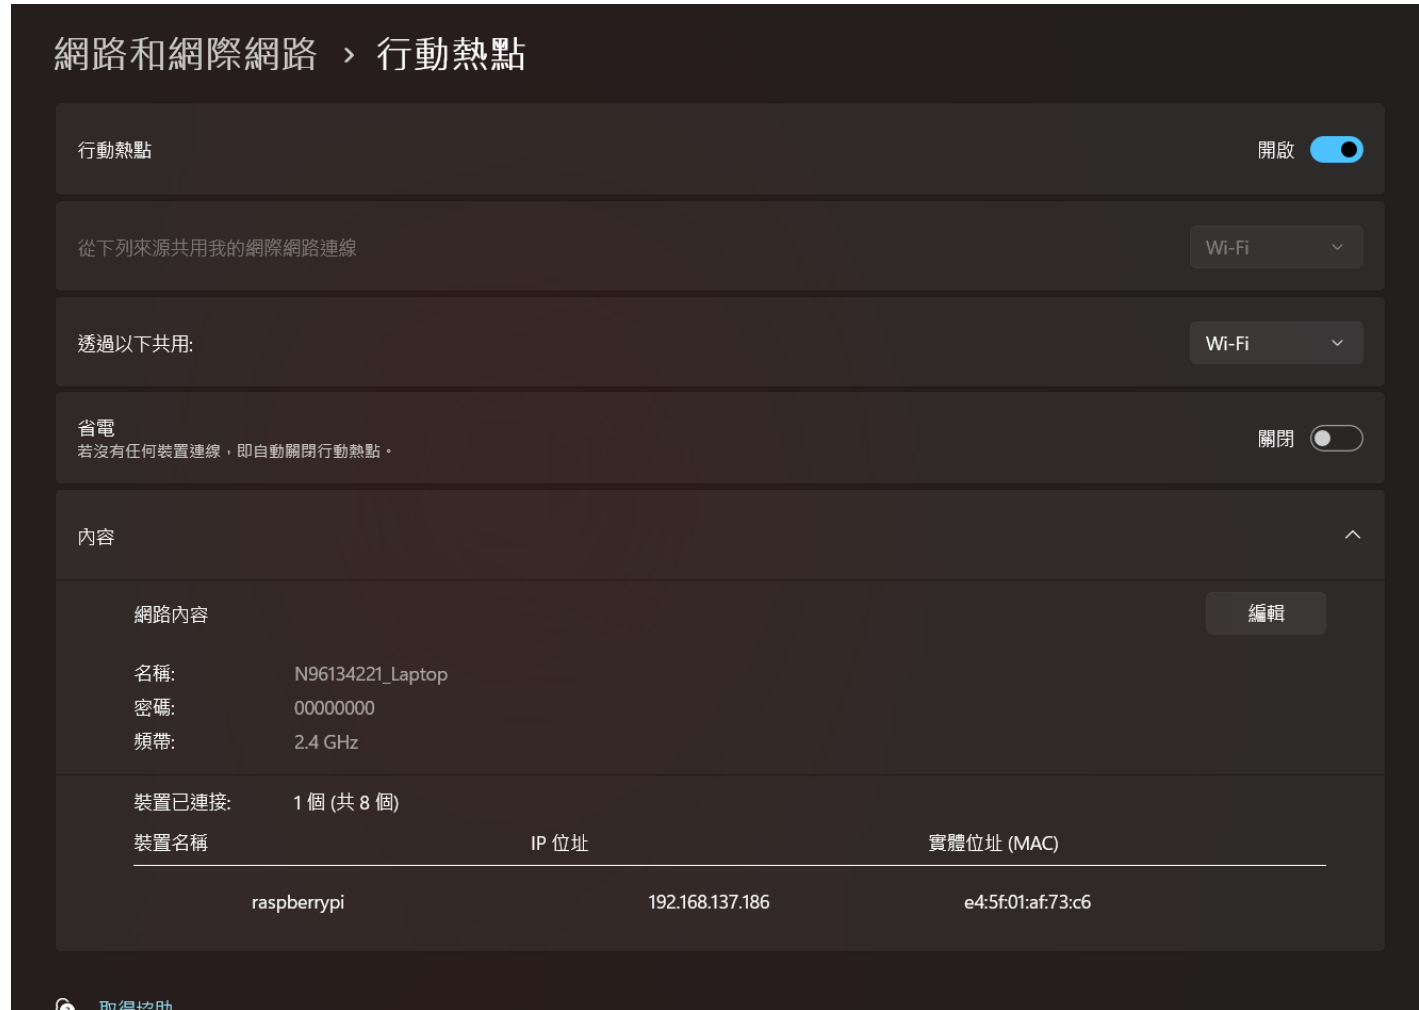 網路和網際網路 › 行動熱點
行動熱點 開啟
從下列來源共用我的網際網路連線 Wi-Fi
透過以下共用: Wi-Fi
省電
若沒有任何裝置連線，即自動關閉行動熱點。 關閉
內容
網路內容 編輯
名稱: N96134221_Laptop
密碼: 00000000
頻帶: 2.4 GHz
裝置已連接: 1 個 (共 8 個)
裝置名稱 IP 位址 實體位址 (MAC)
raspberrypi 192.168.137.186 e4:5f:01:af:73:c6
取得協助